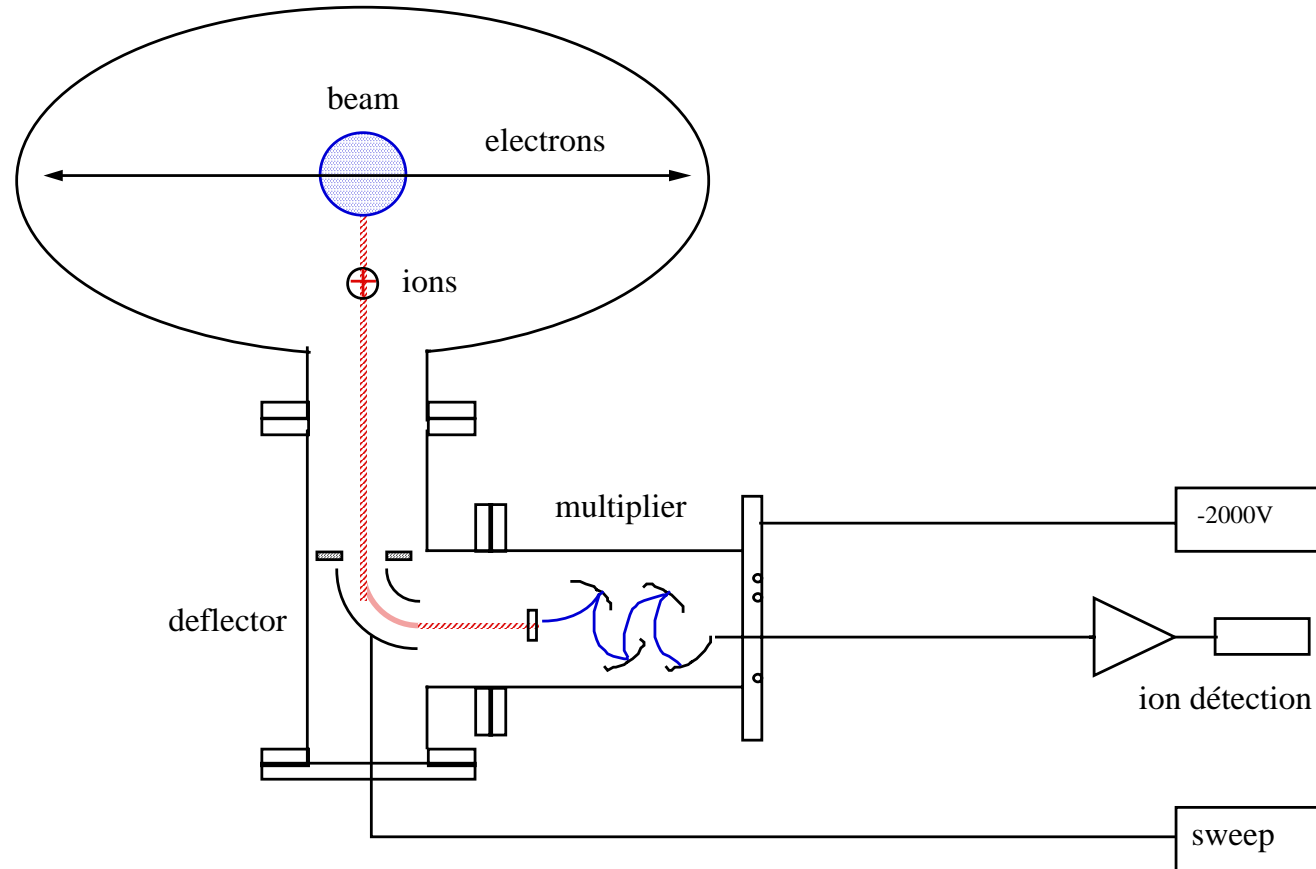 beam
electrons
ions
multiplier
-2000V
deflector
ion détection
sweep